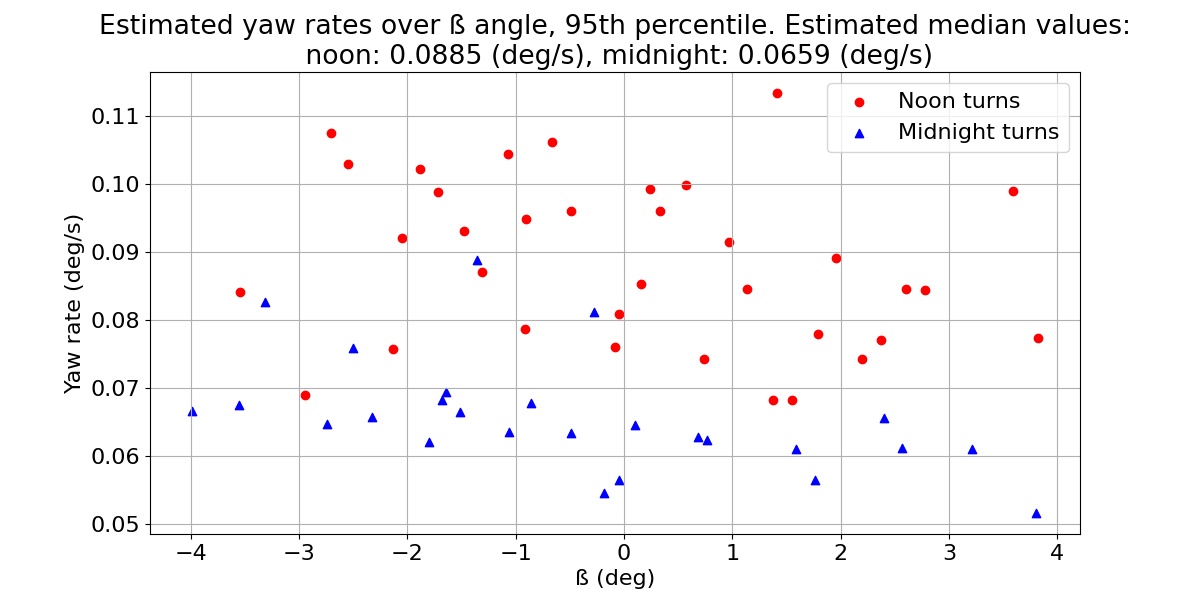 Estimated yaw rates over ß angle, 95th percentile. Estimated median values:
noon: 0.0885 (deg/s), midnight: 0.0659 (deg/s)
Noon turns
Midnight turns
Yaw rate (deg/s)
0.11
0.10
0.09
0.08
0.07
0.06
0.05
−4 −3 −2 −1 0 1 2 3 4
ß (deg)